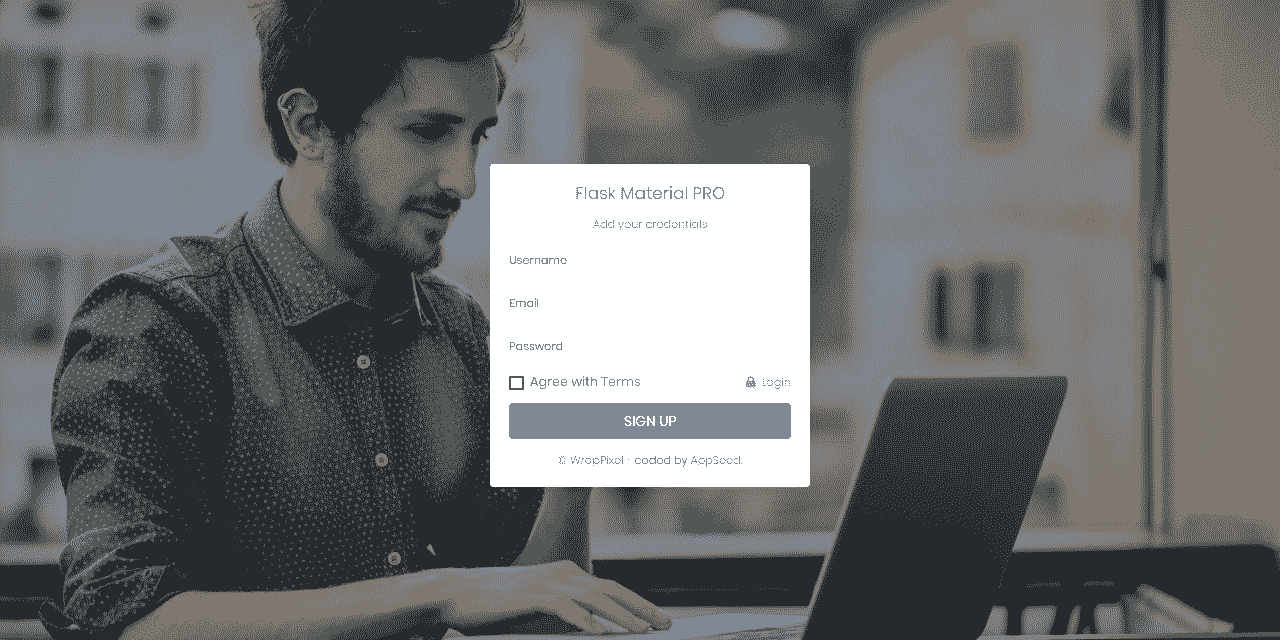 Flask Material PRO
Add your credentials
Username
Email
Password
Agree with Terms
Login
SIGN UP
© WrapPixel - coded by AppSeed.